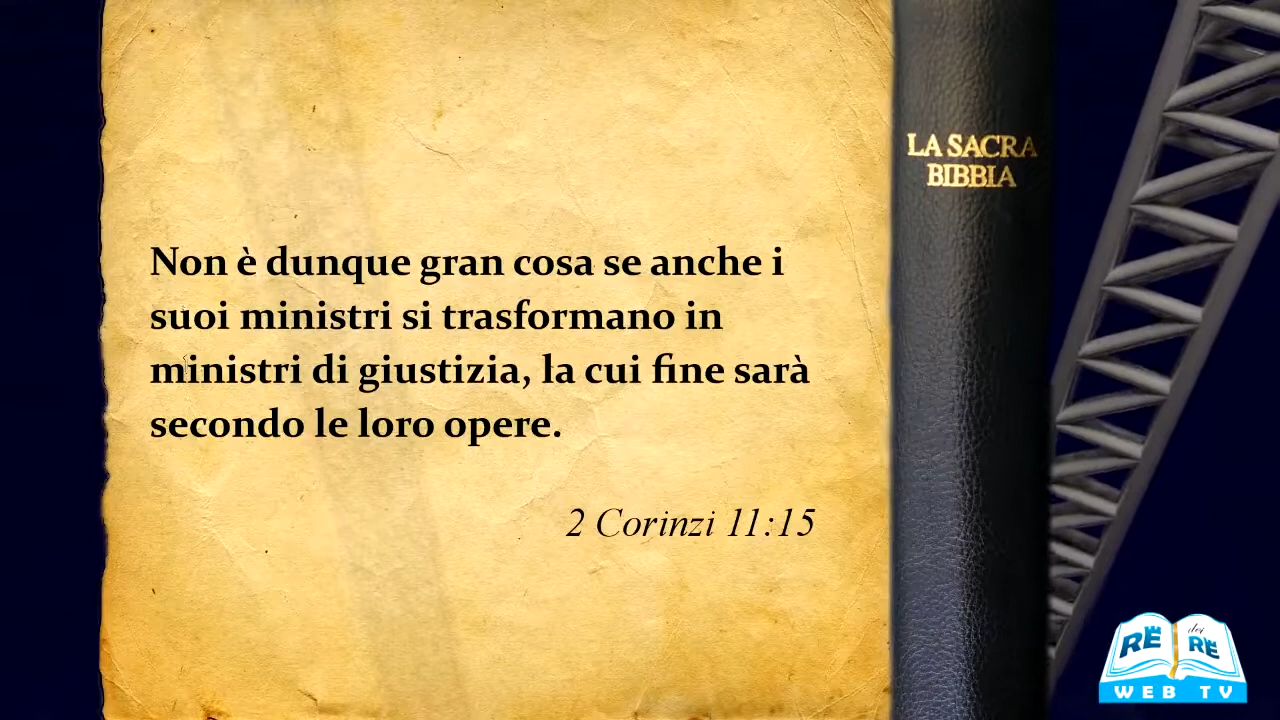 LA SACRA
BIBBIA
Non è dunque gran cosa se anche i
suoi ministri si trasformano in
ministri di giustizia, la cui fine sarà
secondo le loro opere.
2 Corinzi 11:15
RE dei RE
WEB TV